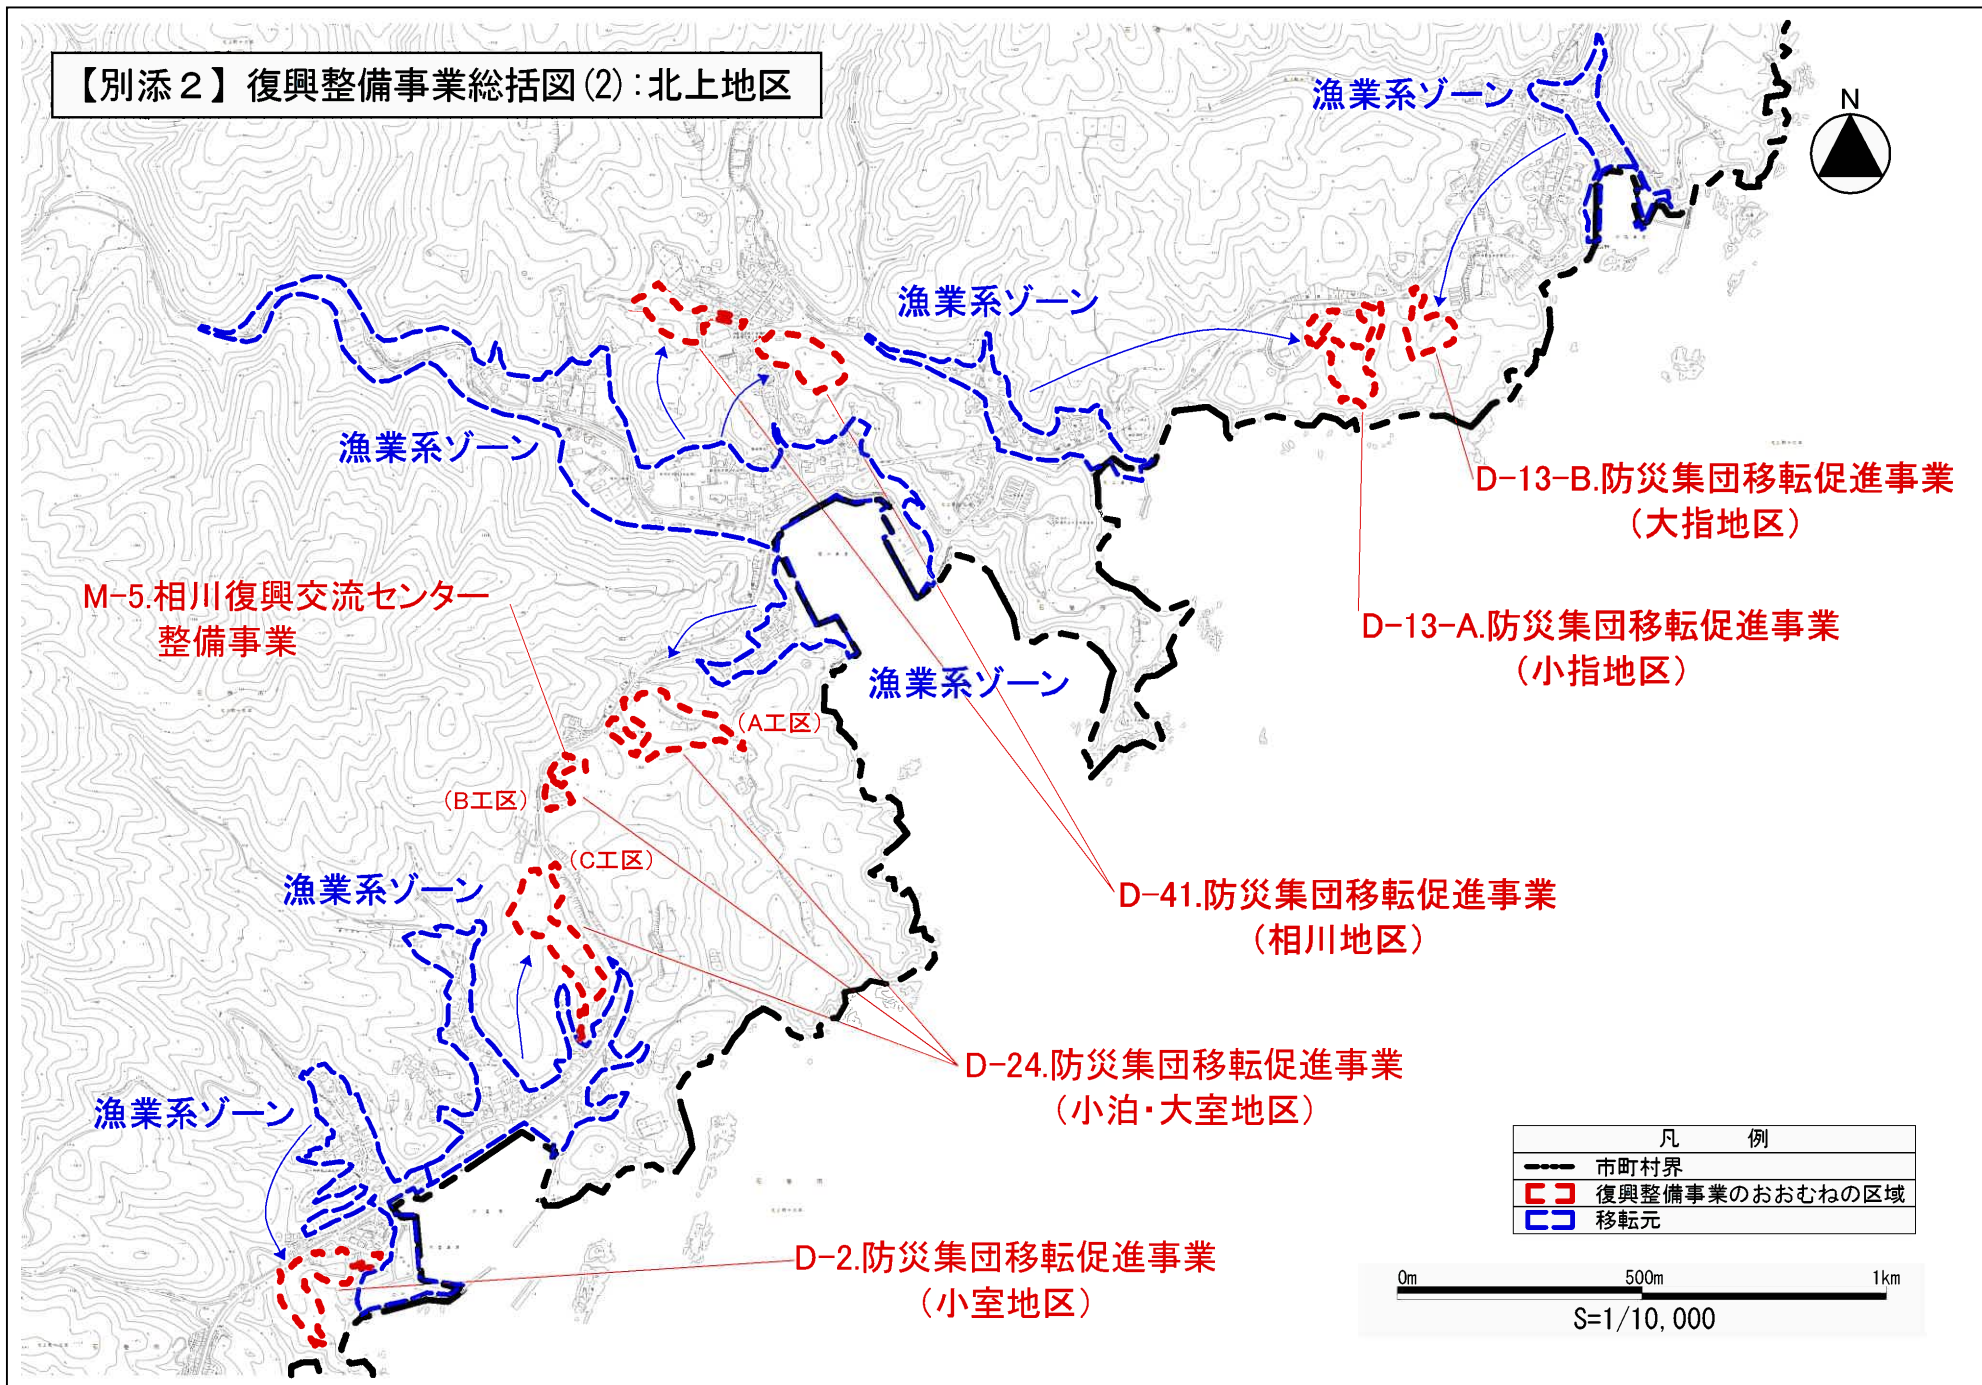 【別添２】復興整備事業総括図(2):北上地区
漁業系ゾーン
N
漁業系ゾーン
漁業系ゾーン
D-13-B.防災集団移転促進事業
(大指地区)
M-5.相川復興交流センター
整備事業
D-13-A.防災集団移転促進事業
(小指地区)
漁業系ゾーン
(A工区)
(B工区)
(C工区)
漁業系ゾーン
D-41.防災集団移転促進事業
(相川地区)
D-24.防災集団移転促進事業
(小泊・大室地区)
漁業系ゾーン
D-2.防災集団移転促進事業
(小室地区)
凡　例
市町村界
復興整備事業のおおむねの区域
移転元
0m 500m 1km
S=1/10,000